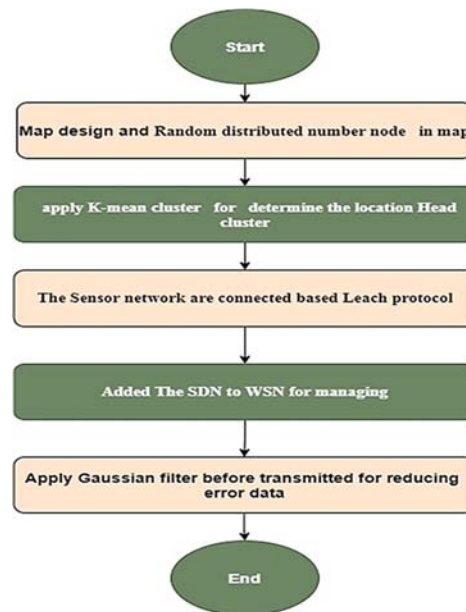 Start
Map design and Random distributed number node in map
apply K-mean cluster for determine the location Head
cluster
The Sensor network are connected based Leach protocol
Added The SDN to WSN for managing
Apply Gaussian filter before transmitted for reducing
error data
End